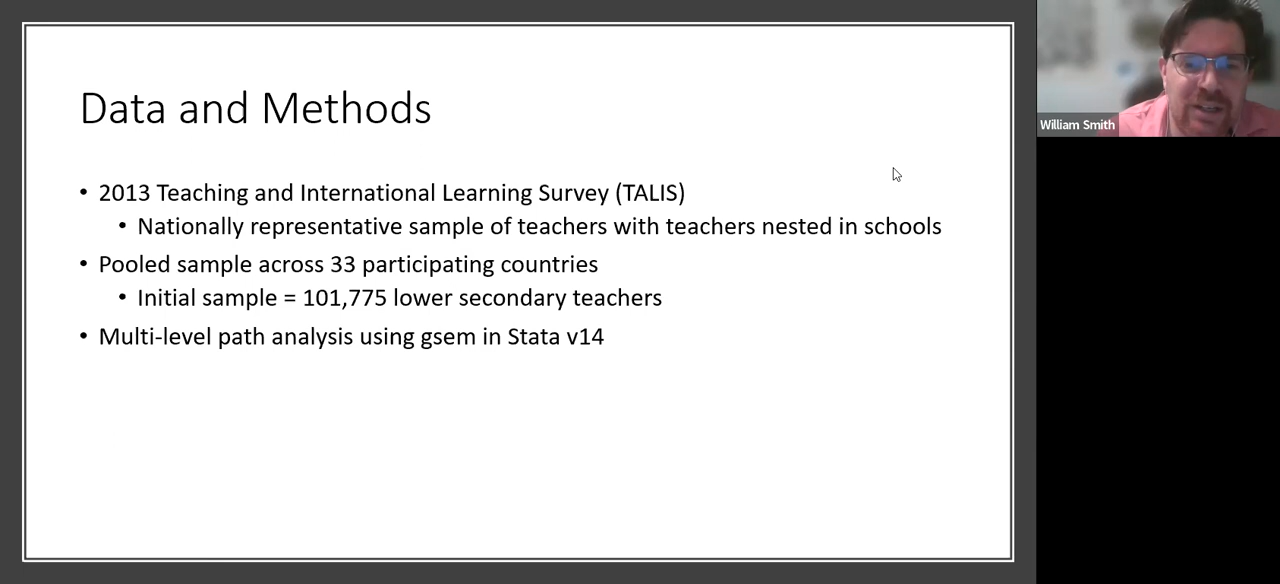 Data and Methods
• 2013 Teaching and International Learning Survey (TALIS)
• Nationally representative sample of teachers with teachers nested in schools
• Pooled sample across 33 participating countries
• Initial sample = 101,775 lower secondary teachers
• Multi-level path analysis using gsem in Stata v14
William Smith